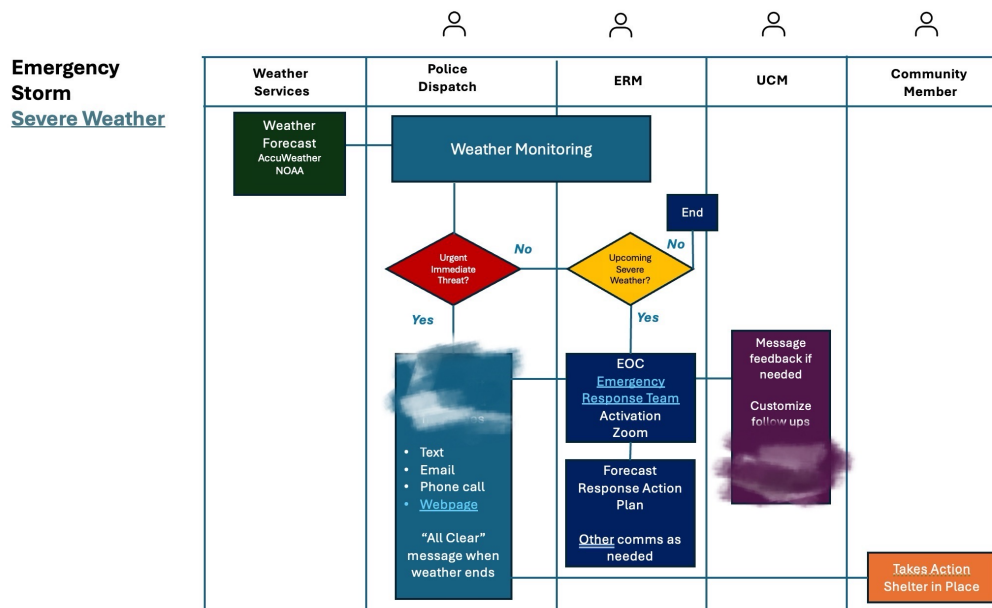 Emergency
Storm
Severe Weather
Weather
Services
Police
Dispatch
ERM
UCM
Community
Member
Weather
Forecast
AccuWeather
NOAA
Weather Monitoring
End
Urgent
Immediate
Threat?
No
Upcoming
Severe
Weather?
No
Yes
Yes
• Text
• Email
• Phone call
• Webpage
“All Clear”
message when
weather ends
EOC
Emergency
Response Team
Activation
Zoom
Forecast
Response Action
Plan
Other comms as
needed
Message
feedback if
needed
Customize
follow ups
Takes Action
Shelter in Place